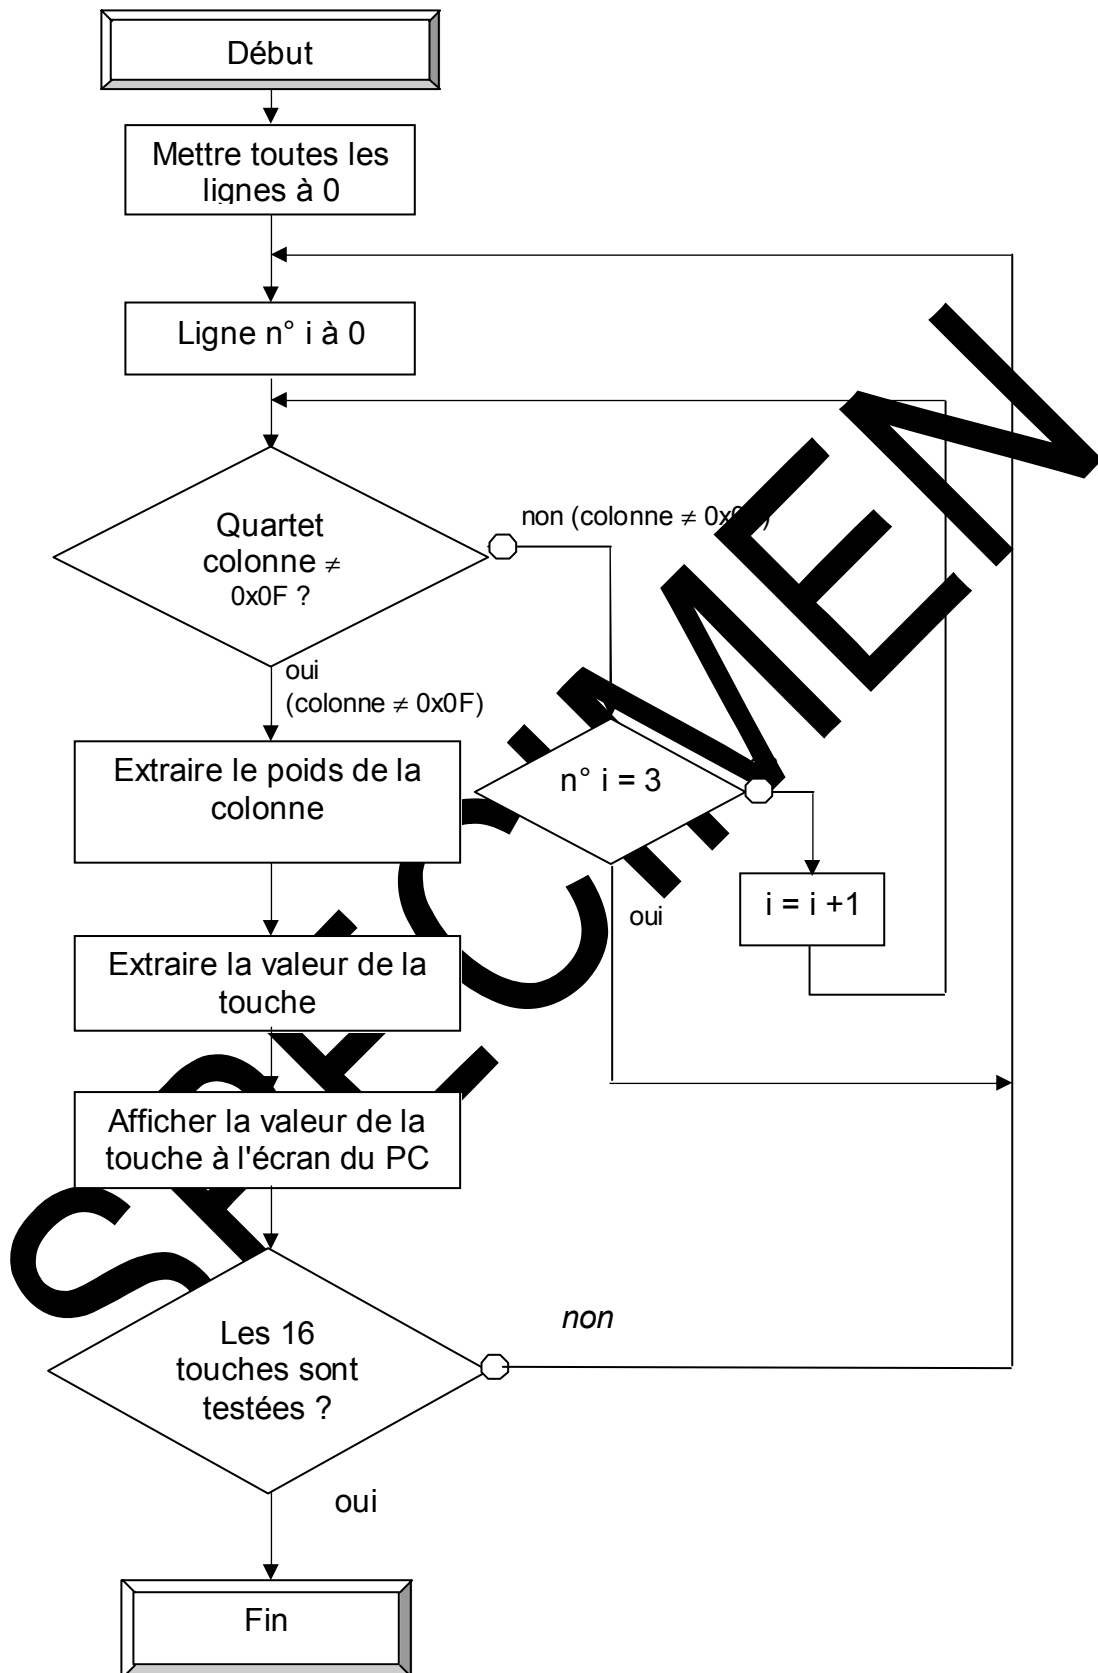 Début
Mettre toutes les
lignes à 0
Ligne n° i à 0
Quartet
colonne ≠
0x0F ?
non (colonne ≠
oui
(colonne ≠ 0x0F)
Extraire le poids de la
colonne
n° i = 3
i = i +1
oui
Extraire la valeur de la
touche
Afficher la valeur de la
touche à l'écran du PC
Les 16
touches sont
testées ?
non
oui
Fin
SPECIMEN